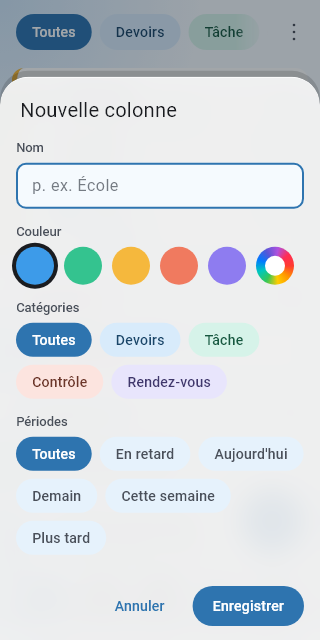 Toutes Devoirs Tâche
Nouvelle colonne
Nom
p. ex. École
Couleur
Catégories
Toutes Devoirs Tâche
Contrôle Rendez-vous
Périodes
Toutes En retard Aujourd'hui
Demain Cette semaine
Plus tard
Annuler Enregistrer